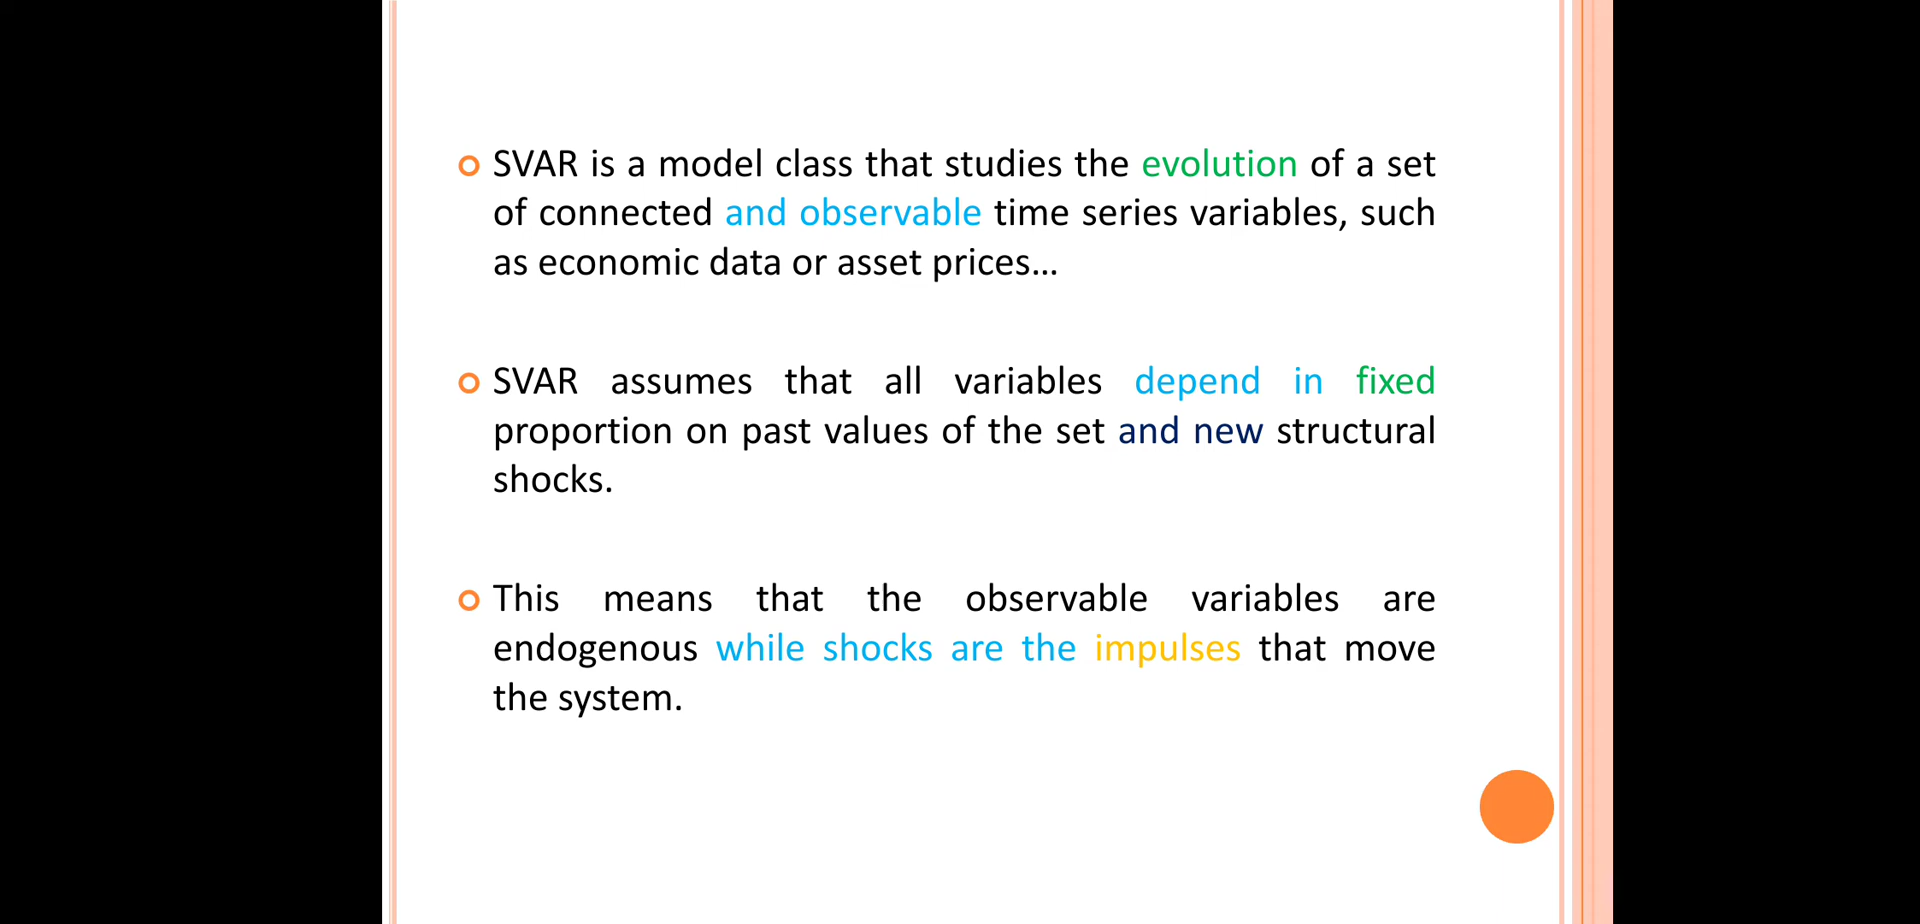 SVAR is a model class that studies the evolution of a set
of connected and observable time series variables, such
as economic data or asset prices…
SVAR assumes that all variables depend in fixed
proportion on past values of the set and new structural
shocks.
This means that the observable variables are
endogenous while shocks are the impulses that move
the system.